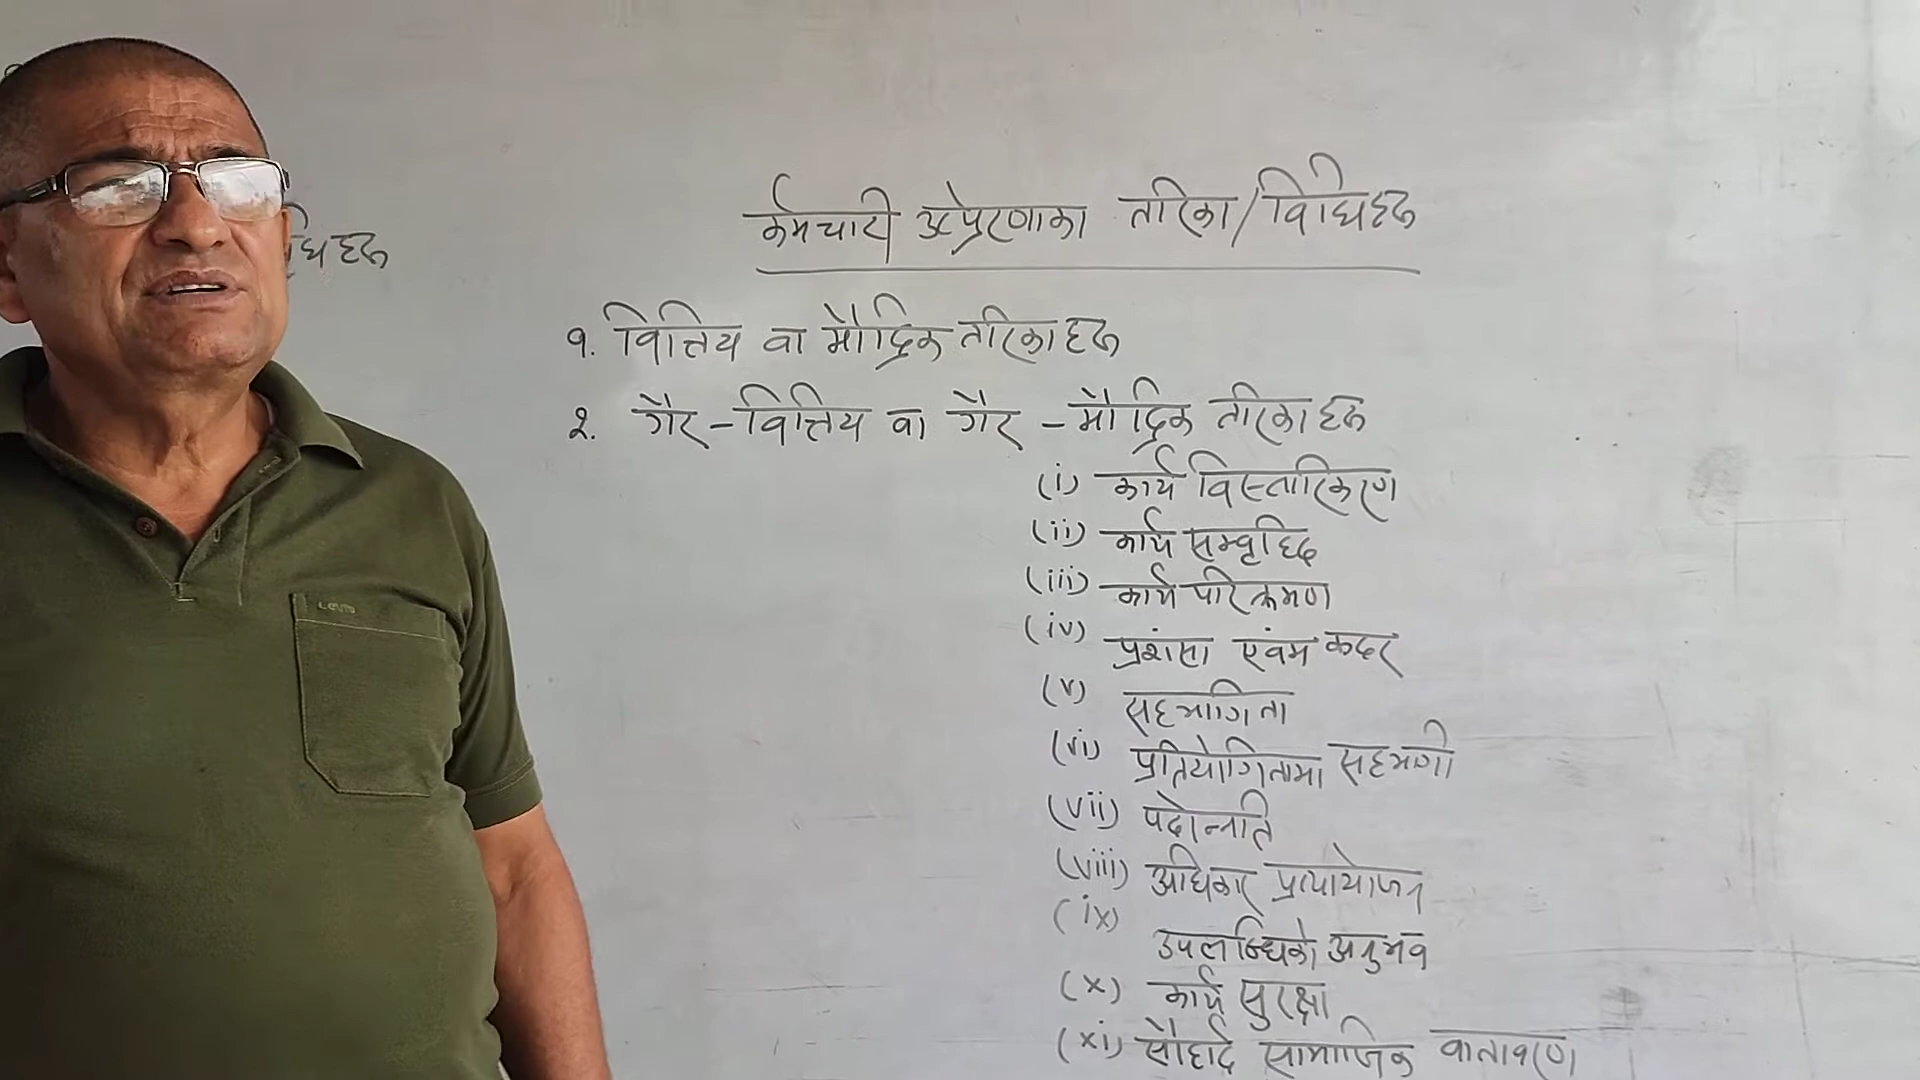 कर्मचारी उत्प्रेरणाका तरिका/विधिहरू
धिहरू
१. वित्तिय वा मौद्रिक तरिकाहरू
२. गैर-वित्तिय वा गैर-मौद्रिक तरिकाहरू
(i) कार्य विस्तारिकरण
(ii) कार्य सम्वृद्धि
(iii) कार्य परिक्रमण
(iv) प्रशंसा एवंम कदर
(v) सहभागिता
(vi) प्रतियोगितामा सहभागी
(vii) पदोन्नति
(viii) अधिकार प्रत्यायोजन
(ix) उपलब्धिको अनुभव
(x) कार्य सुरक्षा
(xi) सौहार्द सामाजिक वातावरण